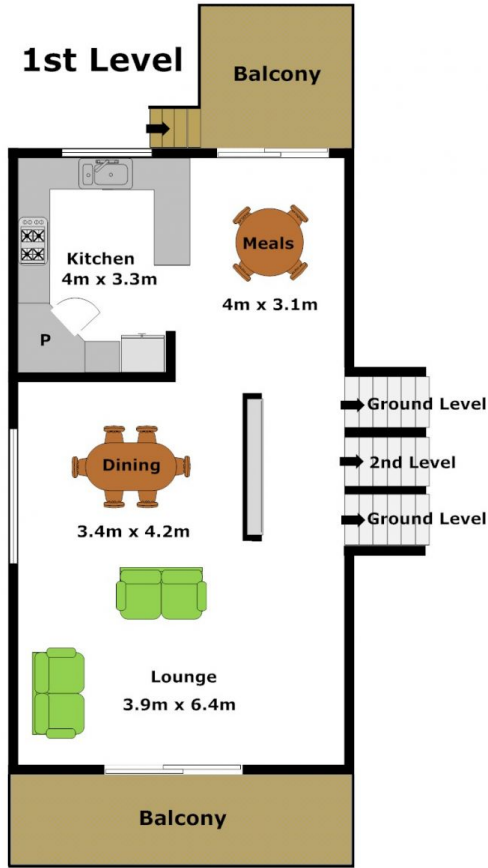 1st Level
Balcony
Meals
4m x 3.1m
Kitchen
4m x 3.3m
P
Ground Level
2nd Level
Ground Level
Dining
3.4m x 4.2m
Lounge
3.9m x 6.4m
Balcony